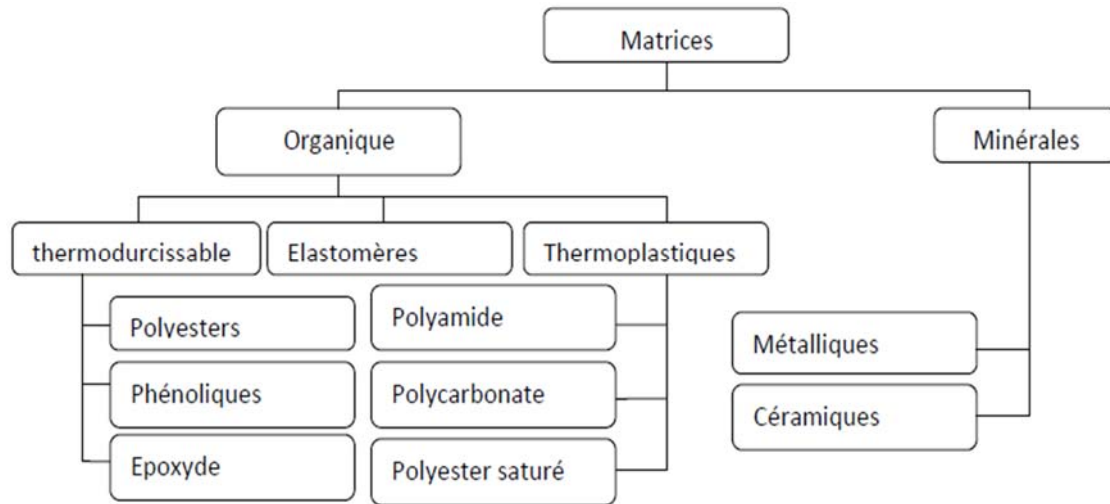 Matrices
Organique
Minérales
thermodurcissable
Elastomères
Thermoplastiques
Polyesters
Polyamide
Métalliques
Phénoliques
Polycarbonate
Céramiques
Epoxyde
Polyester saturé